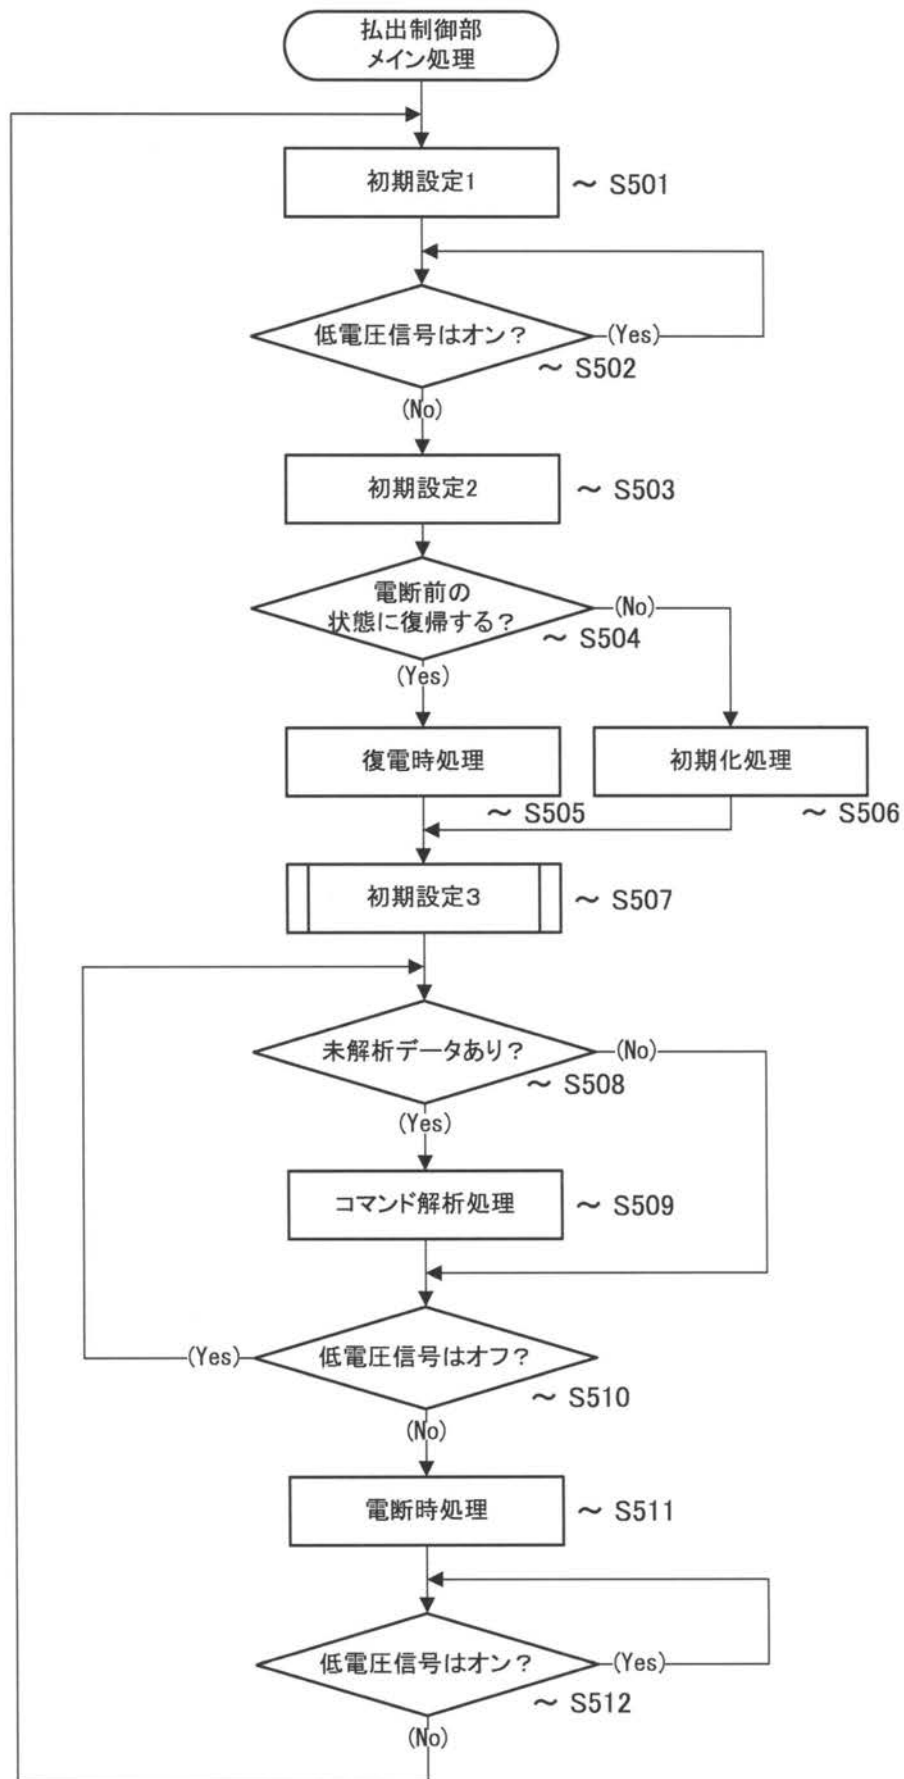 払出制御部
メイン処理
初期設定1
～ S501
低電圧信号はオン？
(Yes)
～ S502
(No)
初期設定2
～ S503
電断前の
状態に復帰する？
(No)
～ S504
(Yes)
復電時処理
初期化処理
～ S505
～ S506
初期設定3
～ S507
未解析データあり？
(No)
～ S508
(Yes)
コマンド解析処理
～ S509
(Yes)
低電圧信号はオフ？
～ S510
(No)
電断時処理
～ S511
低電圧信号はオン？
(Yes)
～ S512
(No)